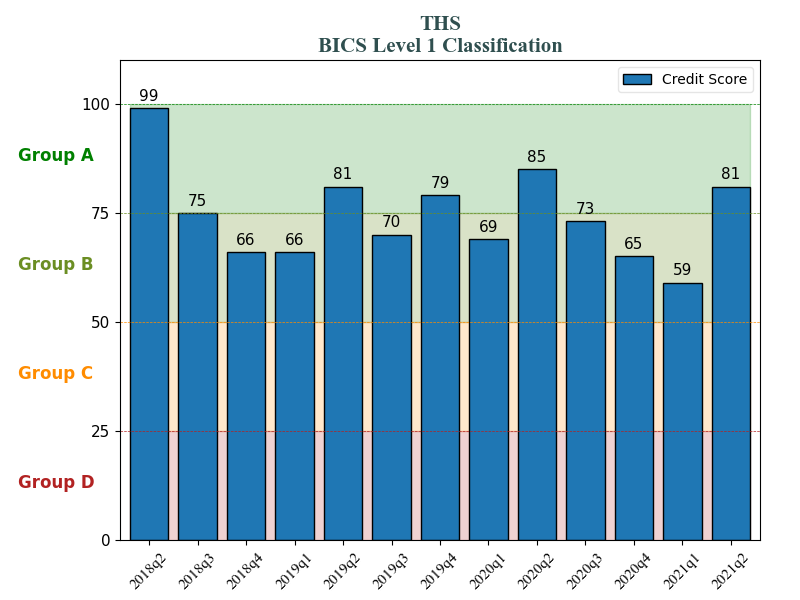 THS
BICS Level 1 Classification
Credit Score
100
75
50
25
0
Group A
Group B
Group C
Group D
99
75
66
66
81
70
79
69
85
73
65
59
81
2018q2
2018q3
2018q4
2019q1
2019q2
2019q3
2019q4
2020q1
2020q2
2020q3
2020q4
2021q1
2021q2